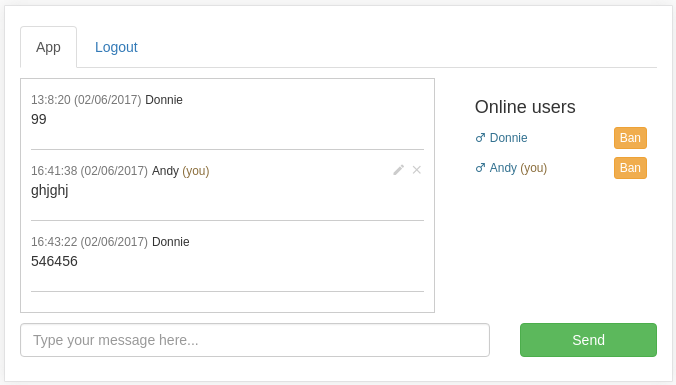 App
Logout
13:8:20 (02/06/2017) Donnie
99
16:41:38 (02/06/2017) Andy (you)
ghjghj
16:43:22 (02/06/2017) Donnie
546456
Online users
Donnie Ban
Andy (you) Ban
Type your message here...
Send